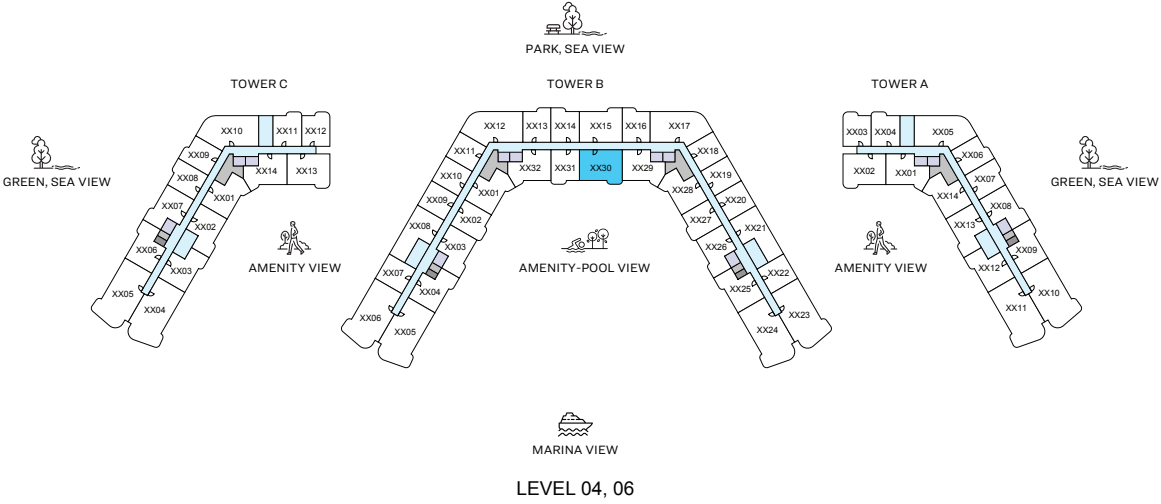 PARK, SEA VIEW
TOWER C
TOWER B
TOWER A
GREEN, SEA VIEW
GREEN, SEA VIEW
XX10
XX11
XX12
XX09
XX08
XX14
XX13
XX07
XX01
XX06
XX02
XX05
XX03
XX04
AMENITY VIEW
XX12
XX13
XX14
XX15
XX16
XX17
XX11
XX32
XX31
XX30
XX29
XX18
XX10
XX01
XX28
XX19
XX09
XX02
XX27
XX20
XX08
XX03
XX26
XX21
XX07
XX04
XX25
XX22
XX06
XX05
XX24
XX23
AMENITY-POOL VIEW
XX03
XX04
XX05
XX02
XX01
XX06
XX07
XX14
XX08
XX13
XX09
XX12
XX10
XX11
AMENITY VIEW
MARINA VIEW
LEVEL 04, 06